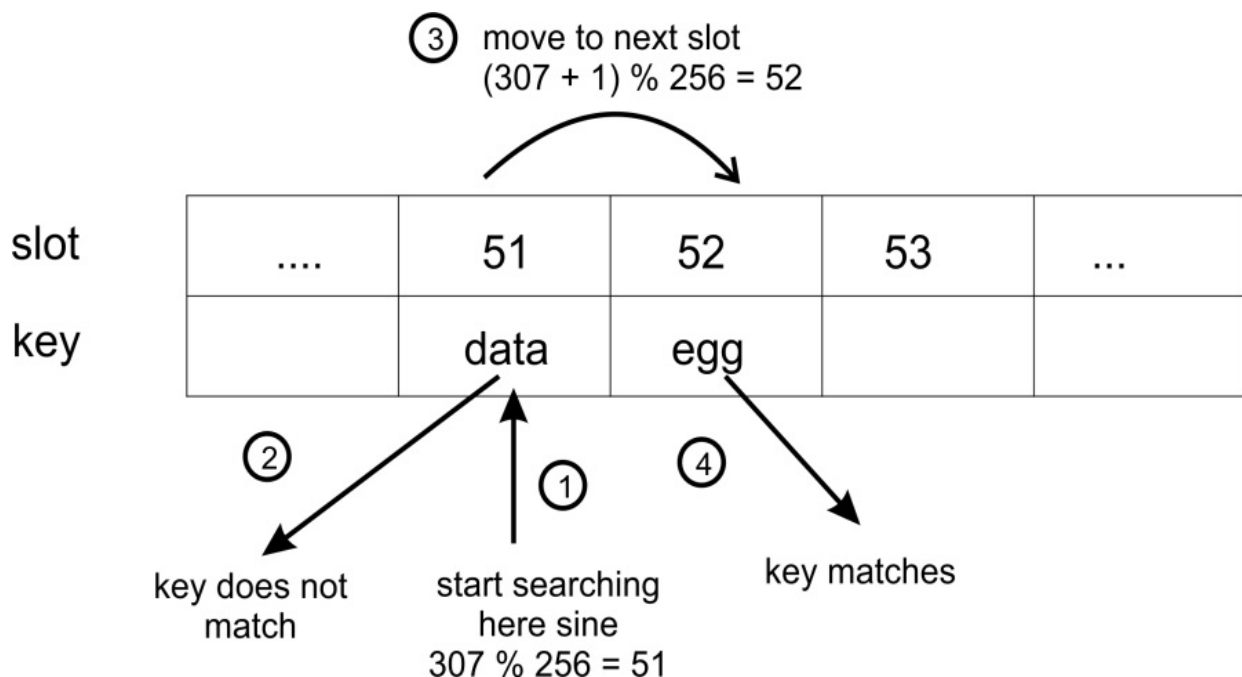 3 move to next slot
(307 + 1) % 256 = 52
slot .... 51 52 53 ...
key data egg
2
1
4
key does not
match
start searching
here sine
307 % 256 = 51
key matches